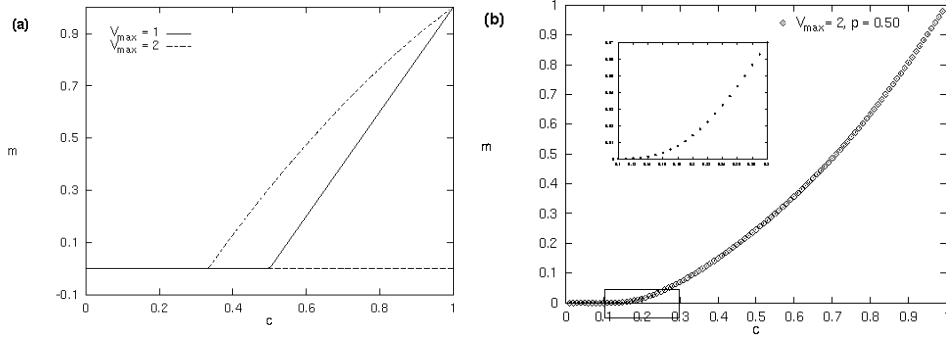 (a)
V_max = 1
V_max = 2
0.9
0.7
0.5
0.3
0.1
-0.1
0 0.2 0.4 0.6 0.8 1
m
c
(b)
V_max = 2, p = 0.50
1
0.9
0.8
0.7
0.6
0.5
0.4
0.3
0.2
0.1
0
0 0.1 0.2 0.3 0.4 0.5 0.6 0.7 0.8 0.9 1
m
c